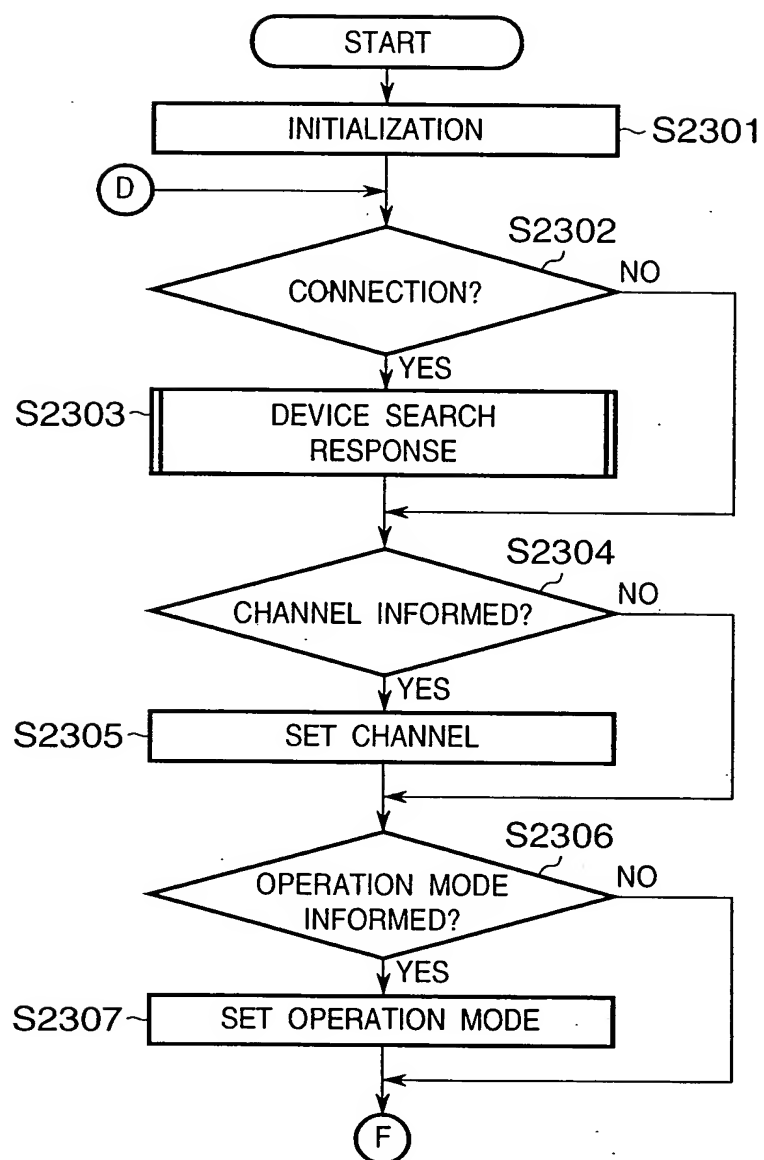 START
INITIALIZATION
S2301
D
S2302
CONNECTION?
NO
YES
S2303
DEVICE SEARCH
RESPONSE
S2304
CHANNEL INFORMED?
NO
YES
S2305
SET CHANNEL
S2306
OPERATION MODE
INFORMED?
NO
YES
S2307
SET OPERATION MODE
F